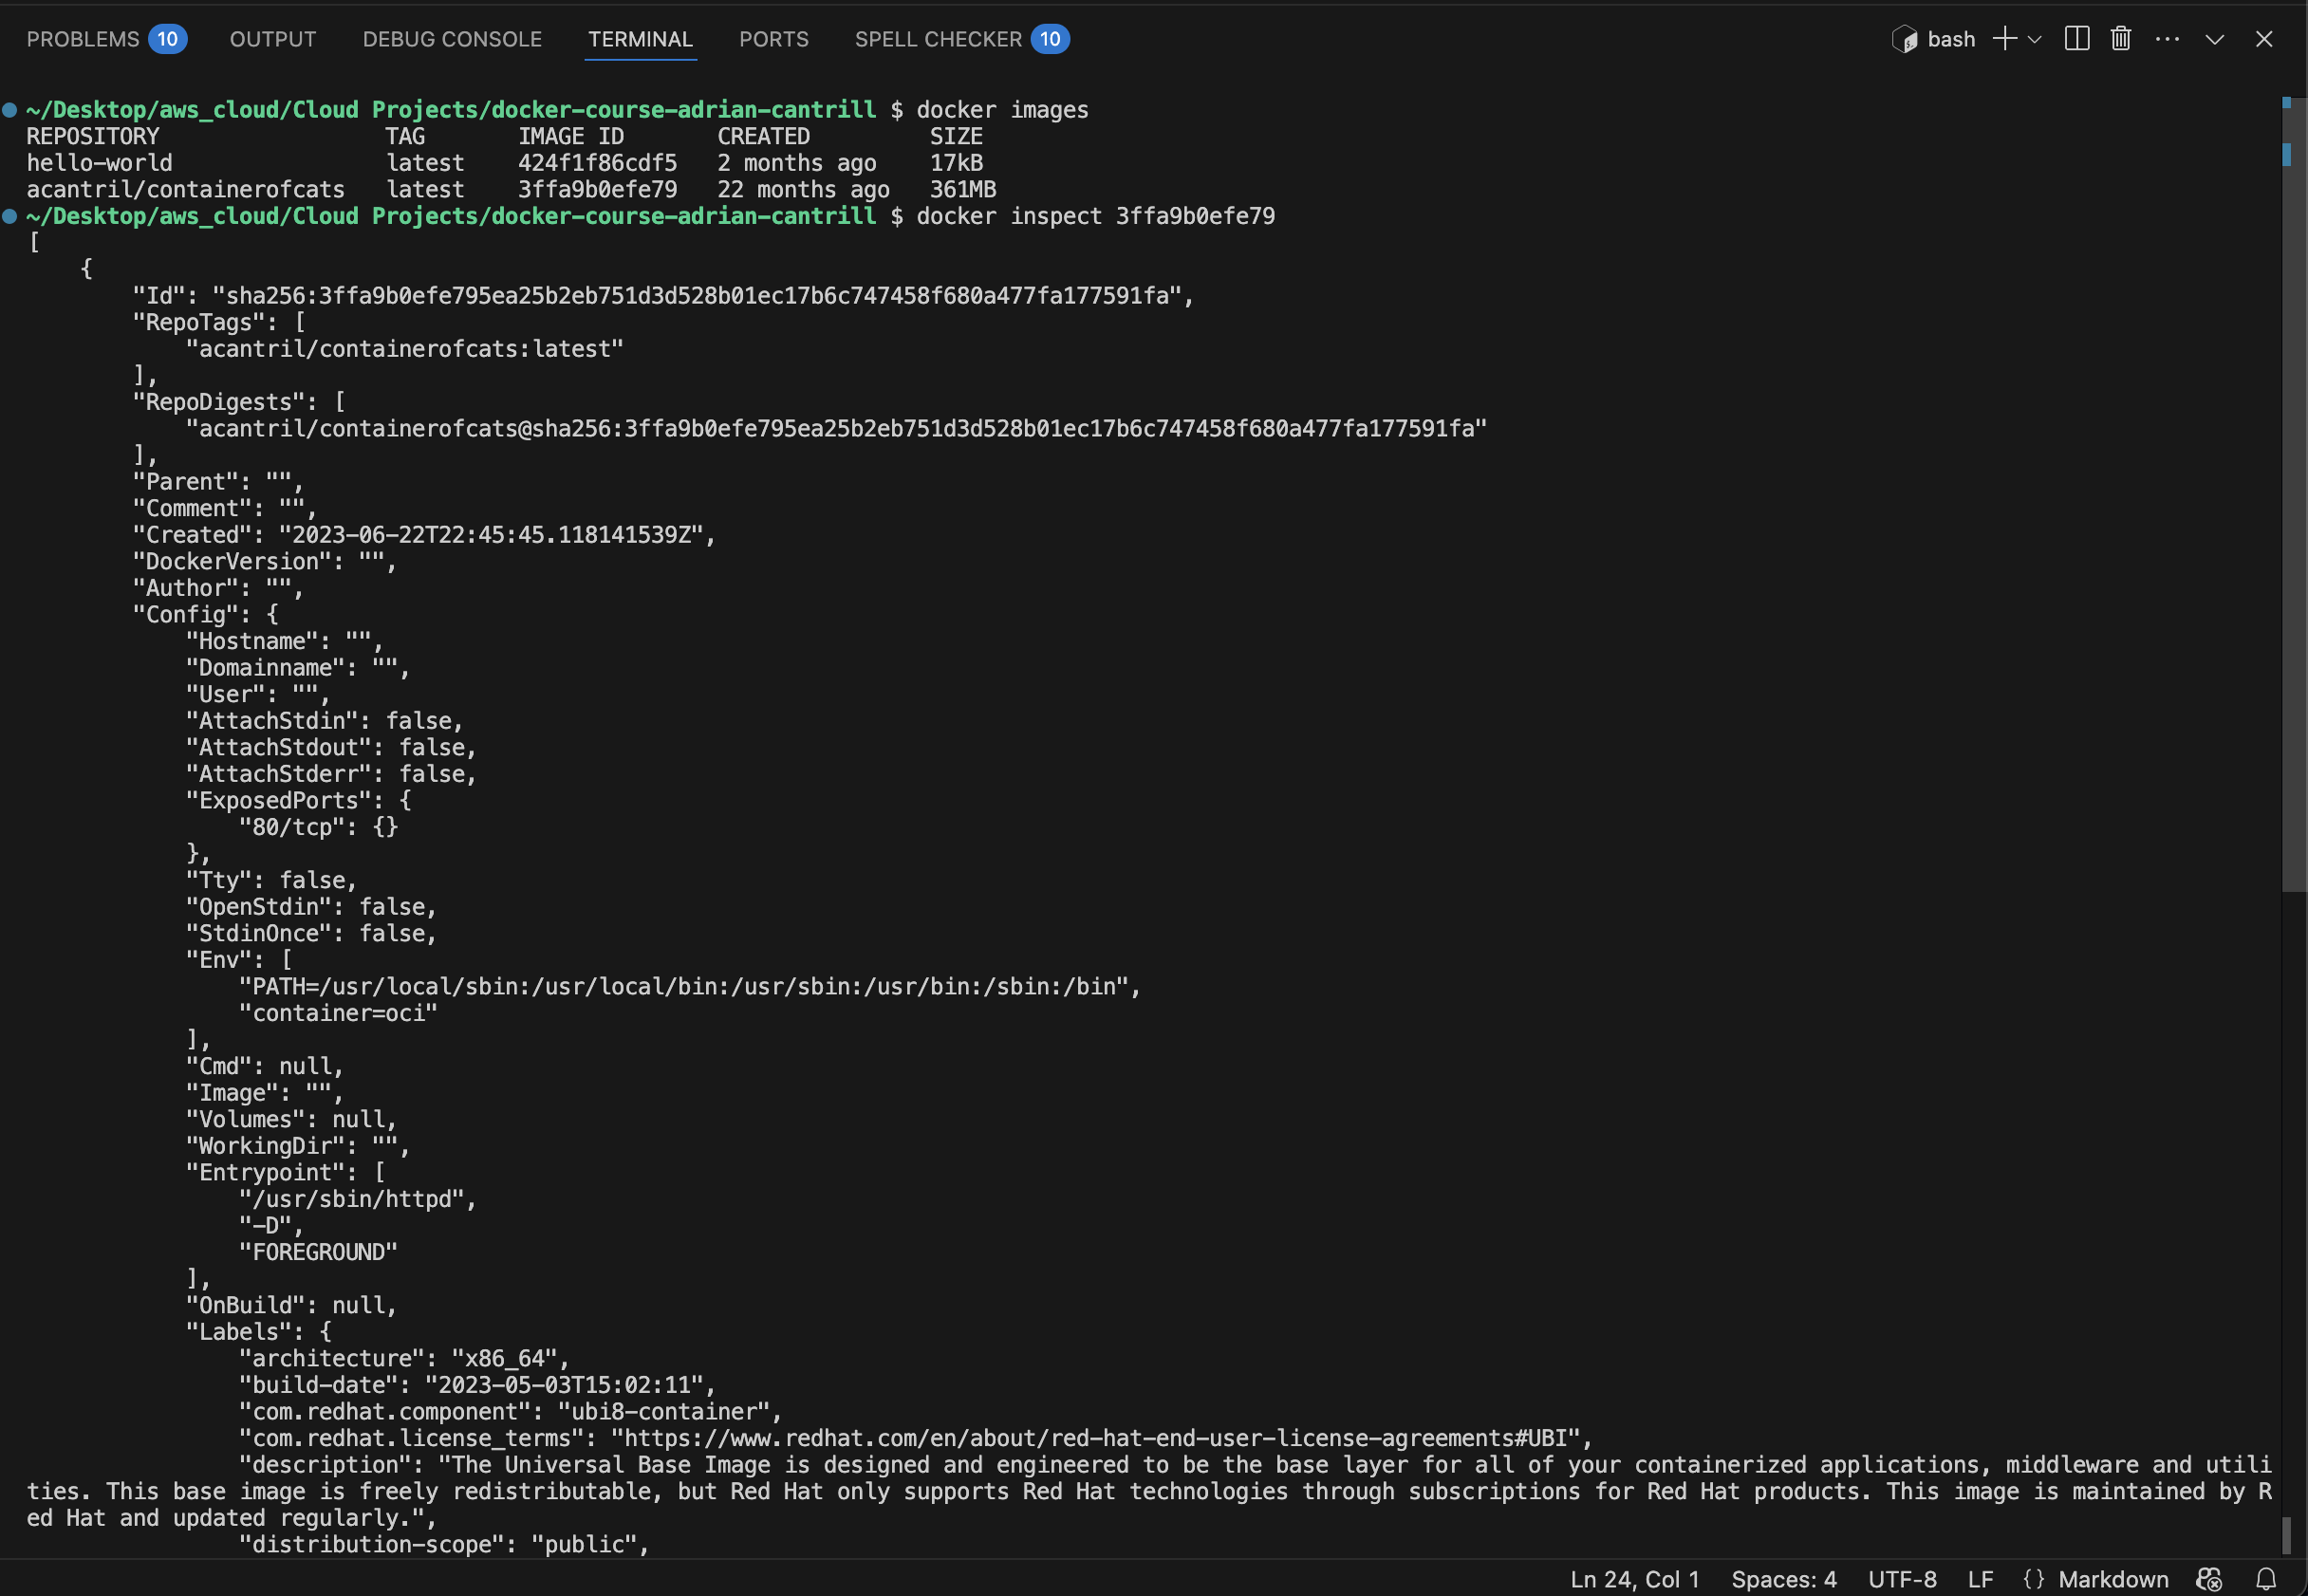 PROBLEMS 10 OUTPUT DEBUG CONSOLE TERMINAL PORTS SPELL CHECKER 10 bash
~/Desktop/aws_cloud/Cloud Projects/docker-course-adrian-cantrill $ docker images
REPOSITORY TAG IMAGE ID CREATED SIZE
hello-world latest 424f1f86cdf5 2 months ago 17kB
acantril/containerofcats latest 3ffa9b0efe79 22 months ago 361MB
~/Desktop/aws_cloud/Cloud Projects/docker-course-adrian-cantrill $ docker inspect 3ffa9b0efe79
[
    {
        "Id": "sha256:3ffa9b0efe795ea25b2eb751d3d528b01ec17b6c747458f680a477fa177591fa",
        "RepoTags": [
            "acantril/containerofcats:latest"
        ],
        "RepoDigests": [
            "acantril/containerofcats@sha256:3ffa9b0efe795ea25b2eb751d3d528b01ec17b6c747458f680a477fa177591fa"
        ],
        "Parent": "",
        "Comment": "",
        "Created": "2023-06-22T22:45:45.118141539Z",
        "DockerVersion": "",
        "Author": "",
        "Config": {
            "Hostname": "",
            "Domainname": "",
            "User": "",
            "AttachStdin": false,
            "AttachStdout": false,
            "AttachStderr": false,
            "ExposedPorts": {
                "80/tcp": {}
            },
            "Tty": false,
            "OpenStdin": false,
            "StdinOnce": false,
            "Env": [
                "PATH=/usr/local/sbin:/usr/local/bin:/usr/sbin:/usr/bin:/sbin:/bin",
                "container=oci"
            ],
            "Cmd": null,
            "Image": "",
            "Volumes": null,
            "WorkingDir": "",
            "Entrypoint": [
                "/usr/sbin/httpd",
                "-D",
                "FOREGROUND"
            ],
            "OnBuild": null,
            "Labels": {
                "architecture": "x86_64",
                "build-date": "2023-05-03T15:02:11",
                "com.redhat.component": "ubi8-container",
                "com.redhat.license_terms": "https://www.redhat.com/en/about/red-hat-end-user-license-agreements#UBI",
                "description": "The Universal Base Image is designed and engineered to be the base layer for all of your containerized applications, middleware and utili
ties. This base image is freely redistributable, but Red Hat only supports Red Hat technologies through subscriptions for Red Hat products. This image is maintained by R
ed Hat and updated regularly.",
                "distribution-scope": "public",
Ln 24, Col 1 Spaces: 4 UTF-8 LF {} Markdown